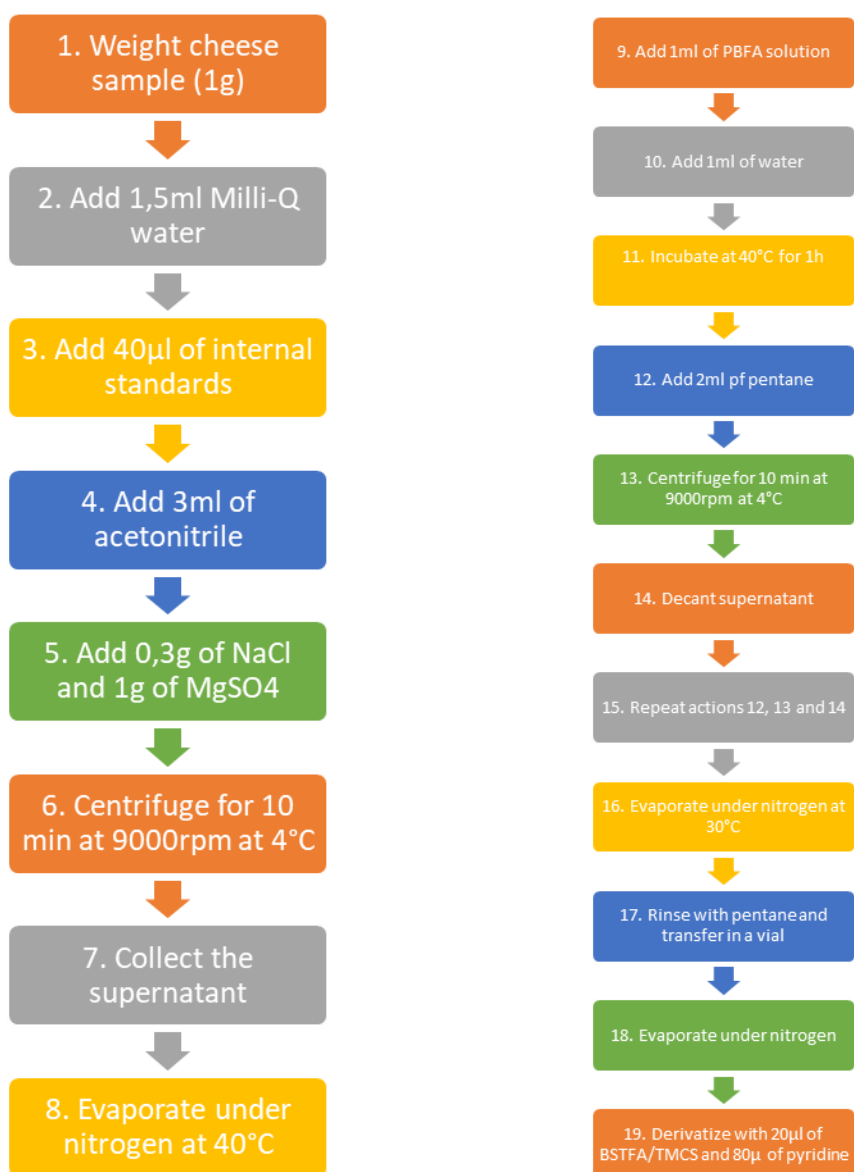 1. Weight cheese
sample (1g)
2. Add 1,5ml Milli-Q
water
3. Add 40µl of internal
standards
4. Add 3ml of
acetonitrile
5. Add 0,3g of NaCl
and 1g of MgSO4
6. Centrifuge for 10
min at 9000rpm at 4°C
7. Collect the
supernatant
8. Evaporate under
nitrogen at 40°C
9. Add 1ml of PBFA solution
10. Add 1ml of water
11. Incubate at 40°C for 1h
12. Add 2ml pf pentane
13. Centrifuge for 10 min at
9000rpm at 4°C
14. Decant supernatant
15. Repeat actions 12, 13 and 14
16. Evaporate under nitrogen at
30°C
17. Rinse with pentane and
transfer in a vial
18. Evaporate under nitrogen
19. Derivatize with 20µl of
BSTFA/TMCS and 80µ of pyridine